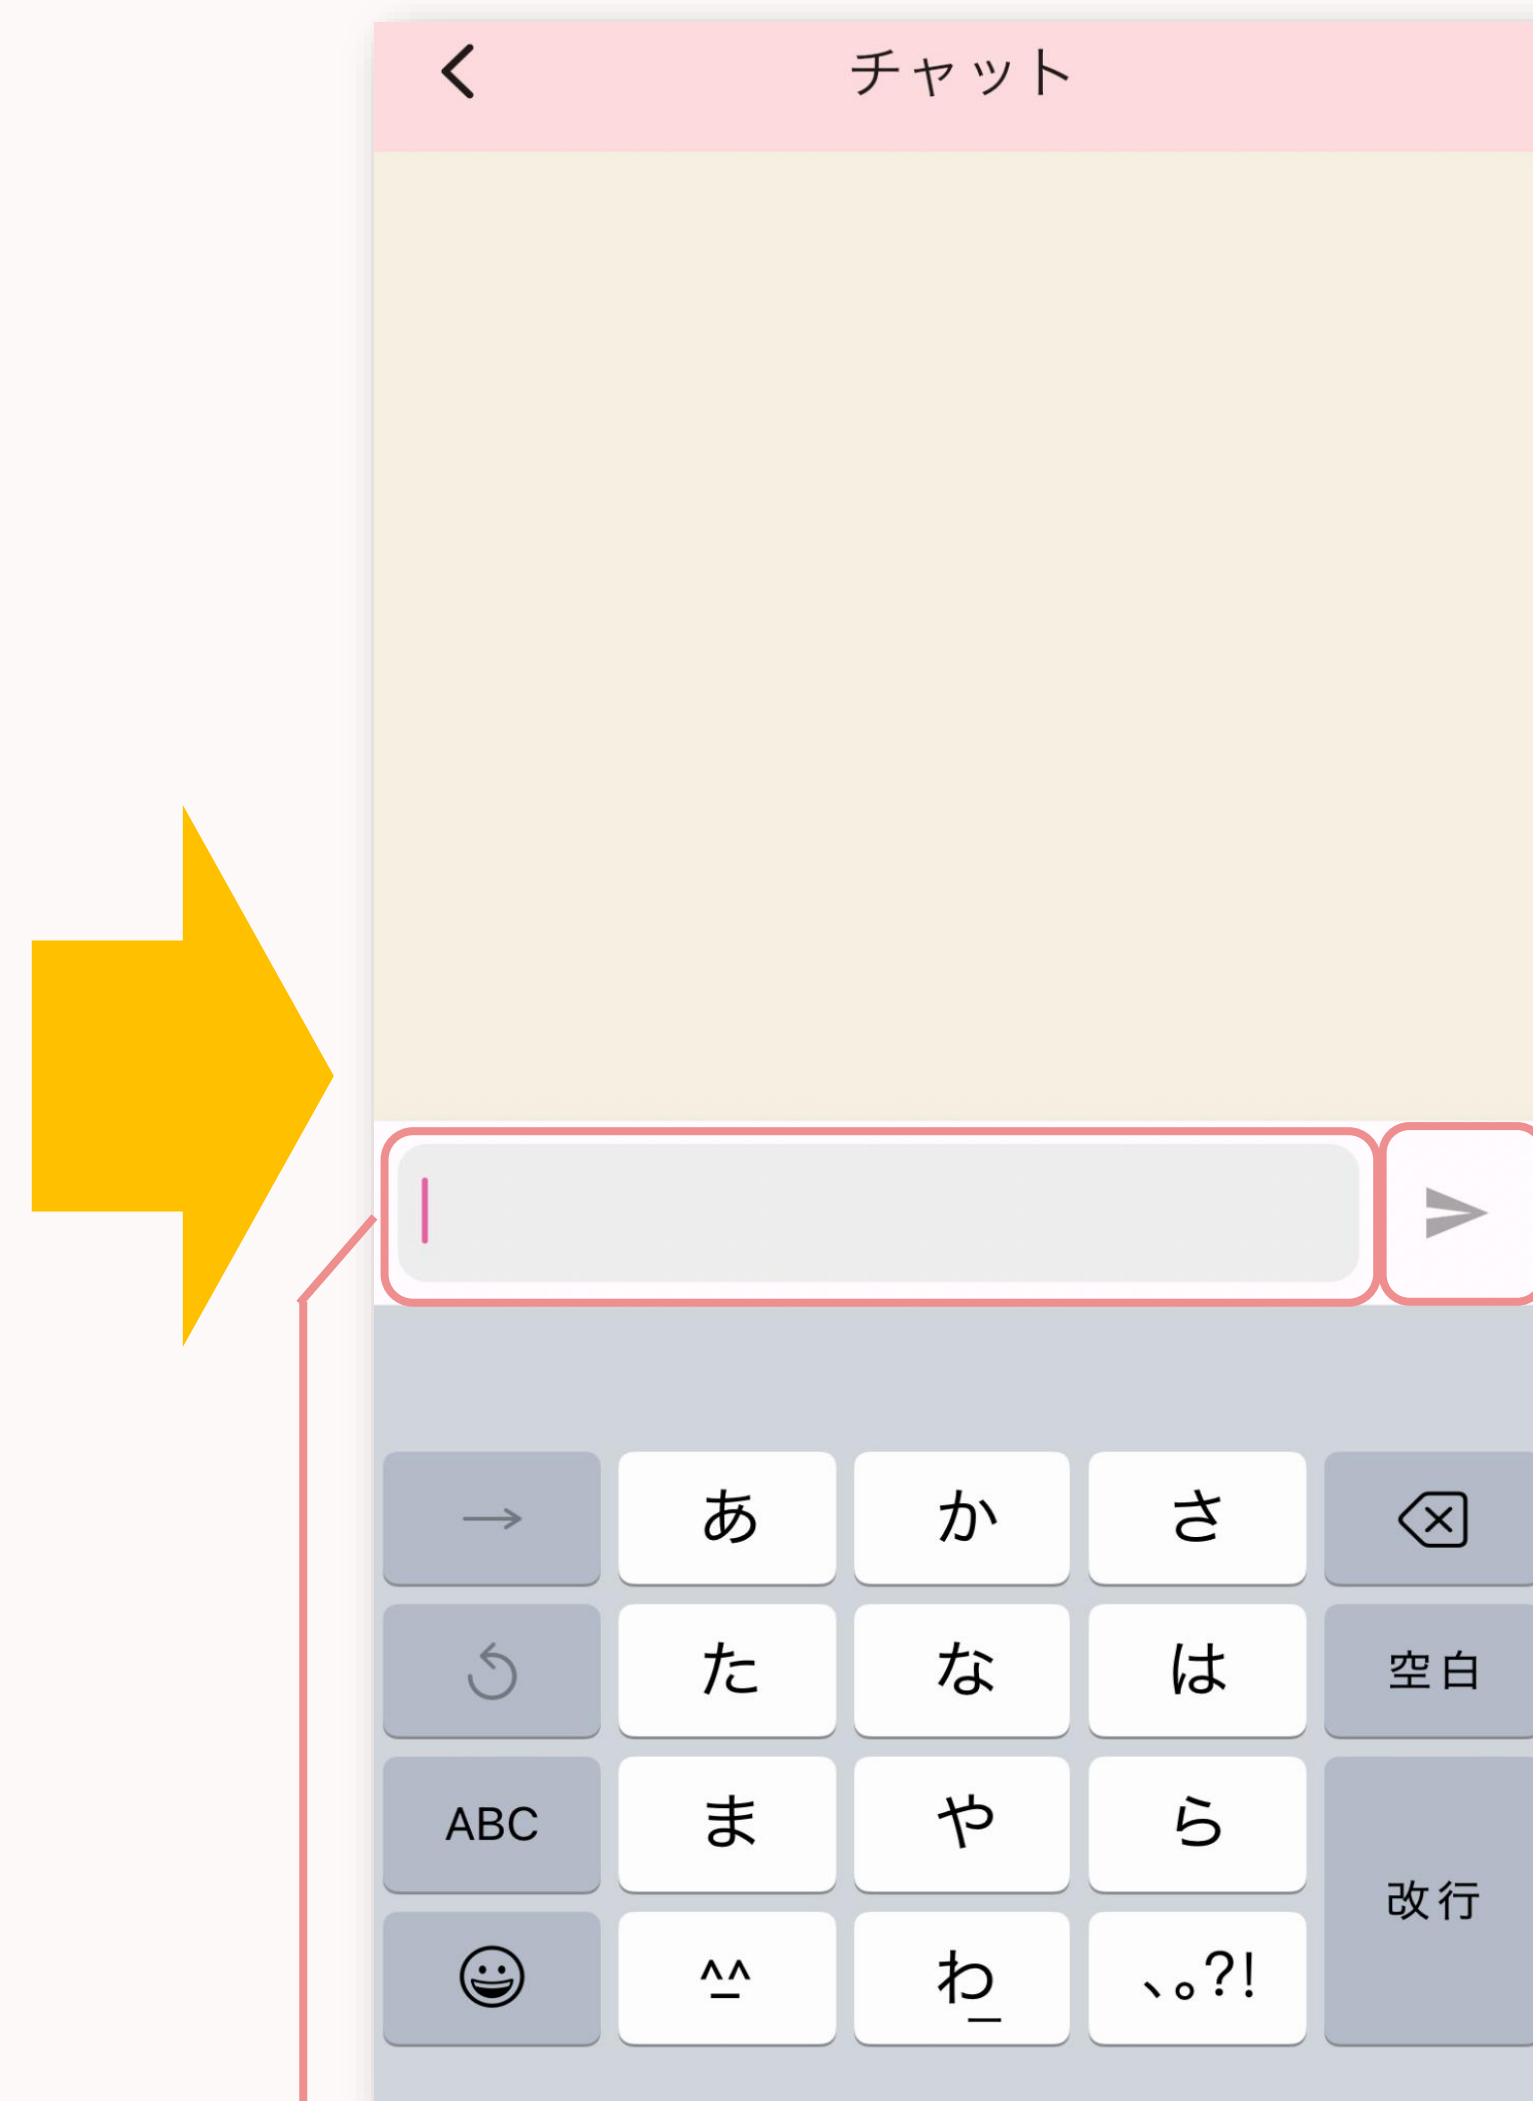 チャット
あ か さ
た な は 空白
ABC ま や ら
改行
^_^ わ_ 、。?!